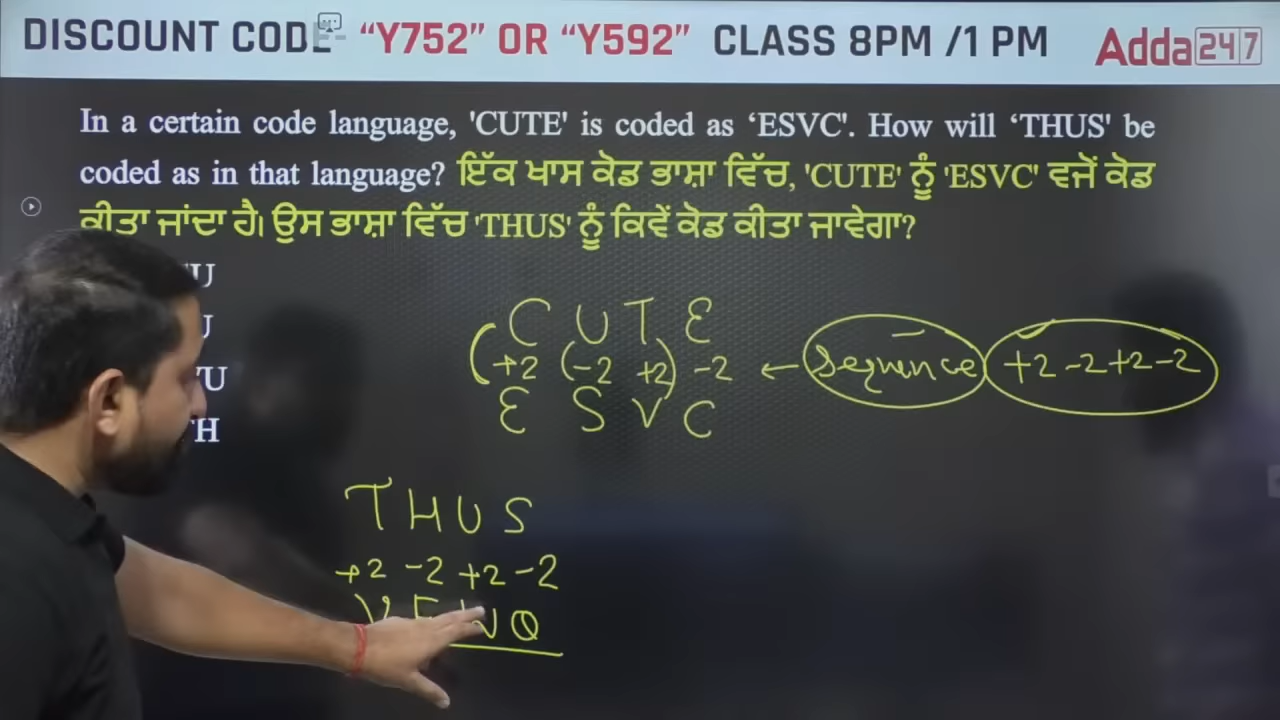 DISCOUNT CODE "Y752" OR "Y592" CLASS 8PM /1 PM Adda247
In a certain code language, 'CUTE' is coded as ‘ESVC'. How will ‘THUS' be
coded as in that language? ਇੱਕ ਖਾਸ ਕੋਡ ਭਾਸ਼ਾ ਵਿੱਚ, 'CUTE' ਨੂੰ 'ESVC' ਵਜੋਂ ਕੋਡ
ਕੀਤਾ ਜਾਂਦਾ ਹੈ। ਉਸ ਭਾਸ਼ਾ ਵਿੱਚ 'THUS' ਨੂੰ ਕਿਵੇਂ ਕੋਡ ਕੀਤਾ ਜਾਵੇਗਾ?
C U T E
(+2 (-2 +2) -2 ← Sequence +2 -2 +2 -2
E S V C
T H U S
+2 -2 +2 -2